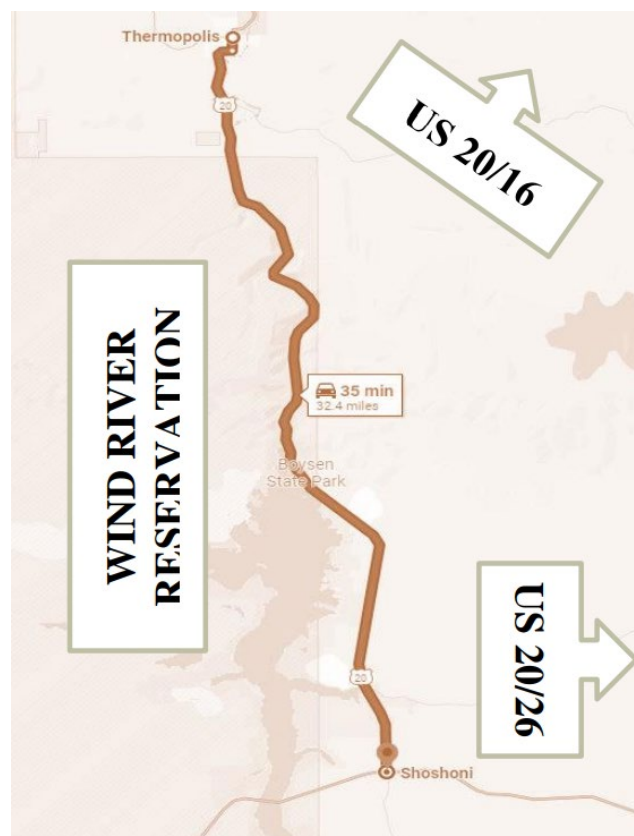 Thermopolis
20
US 20/16
WIND RIVER
RESERVATION
35 min
32.4 miles
Boysen
State Park
US 20/26
20
Shoshoni